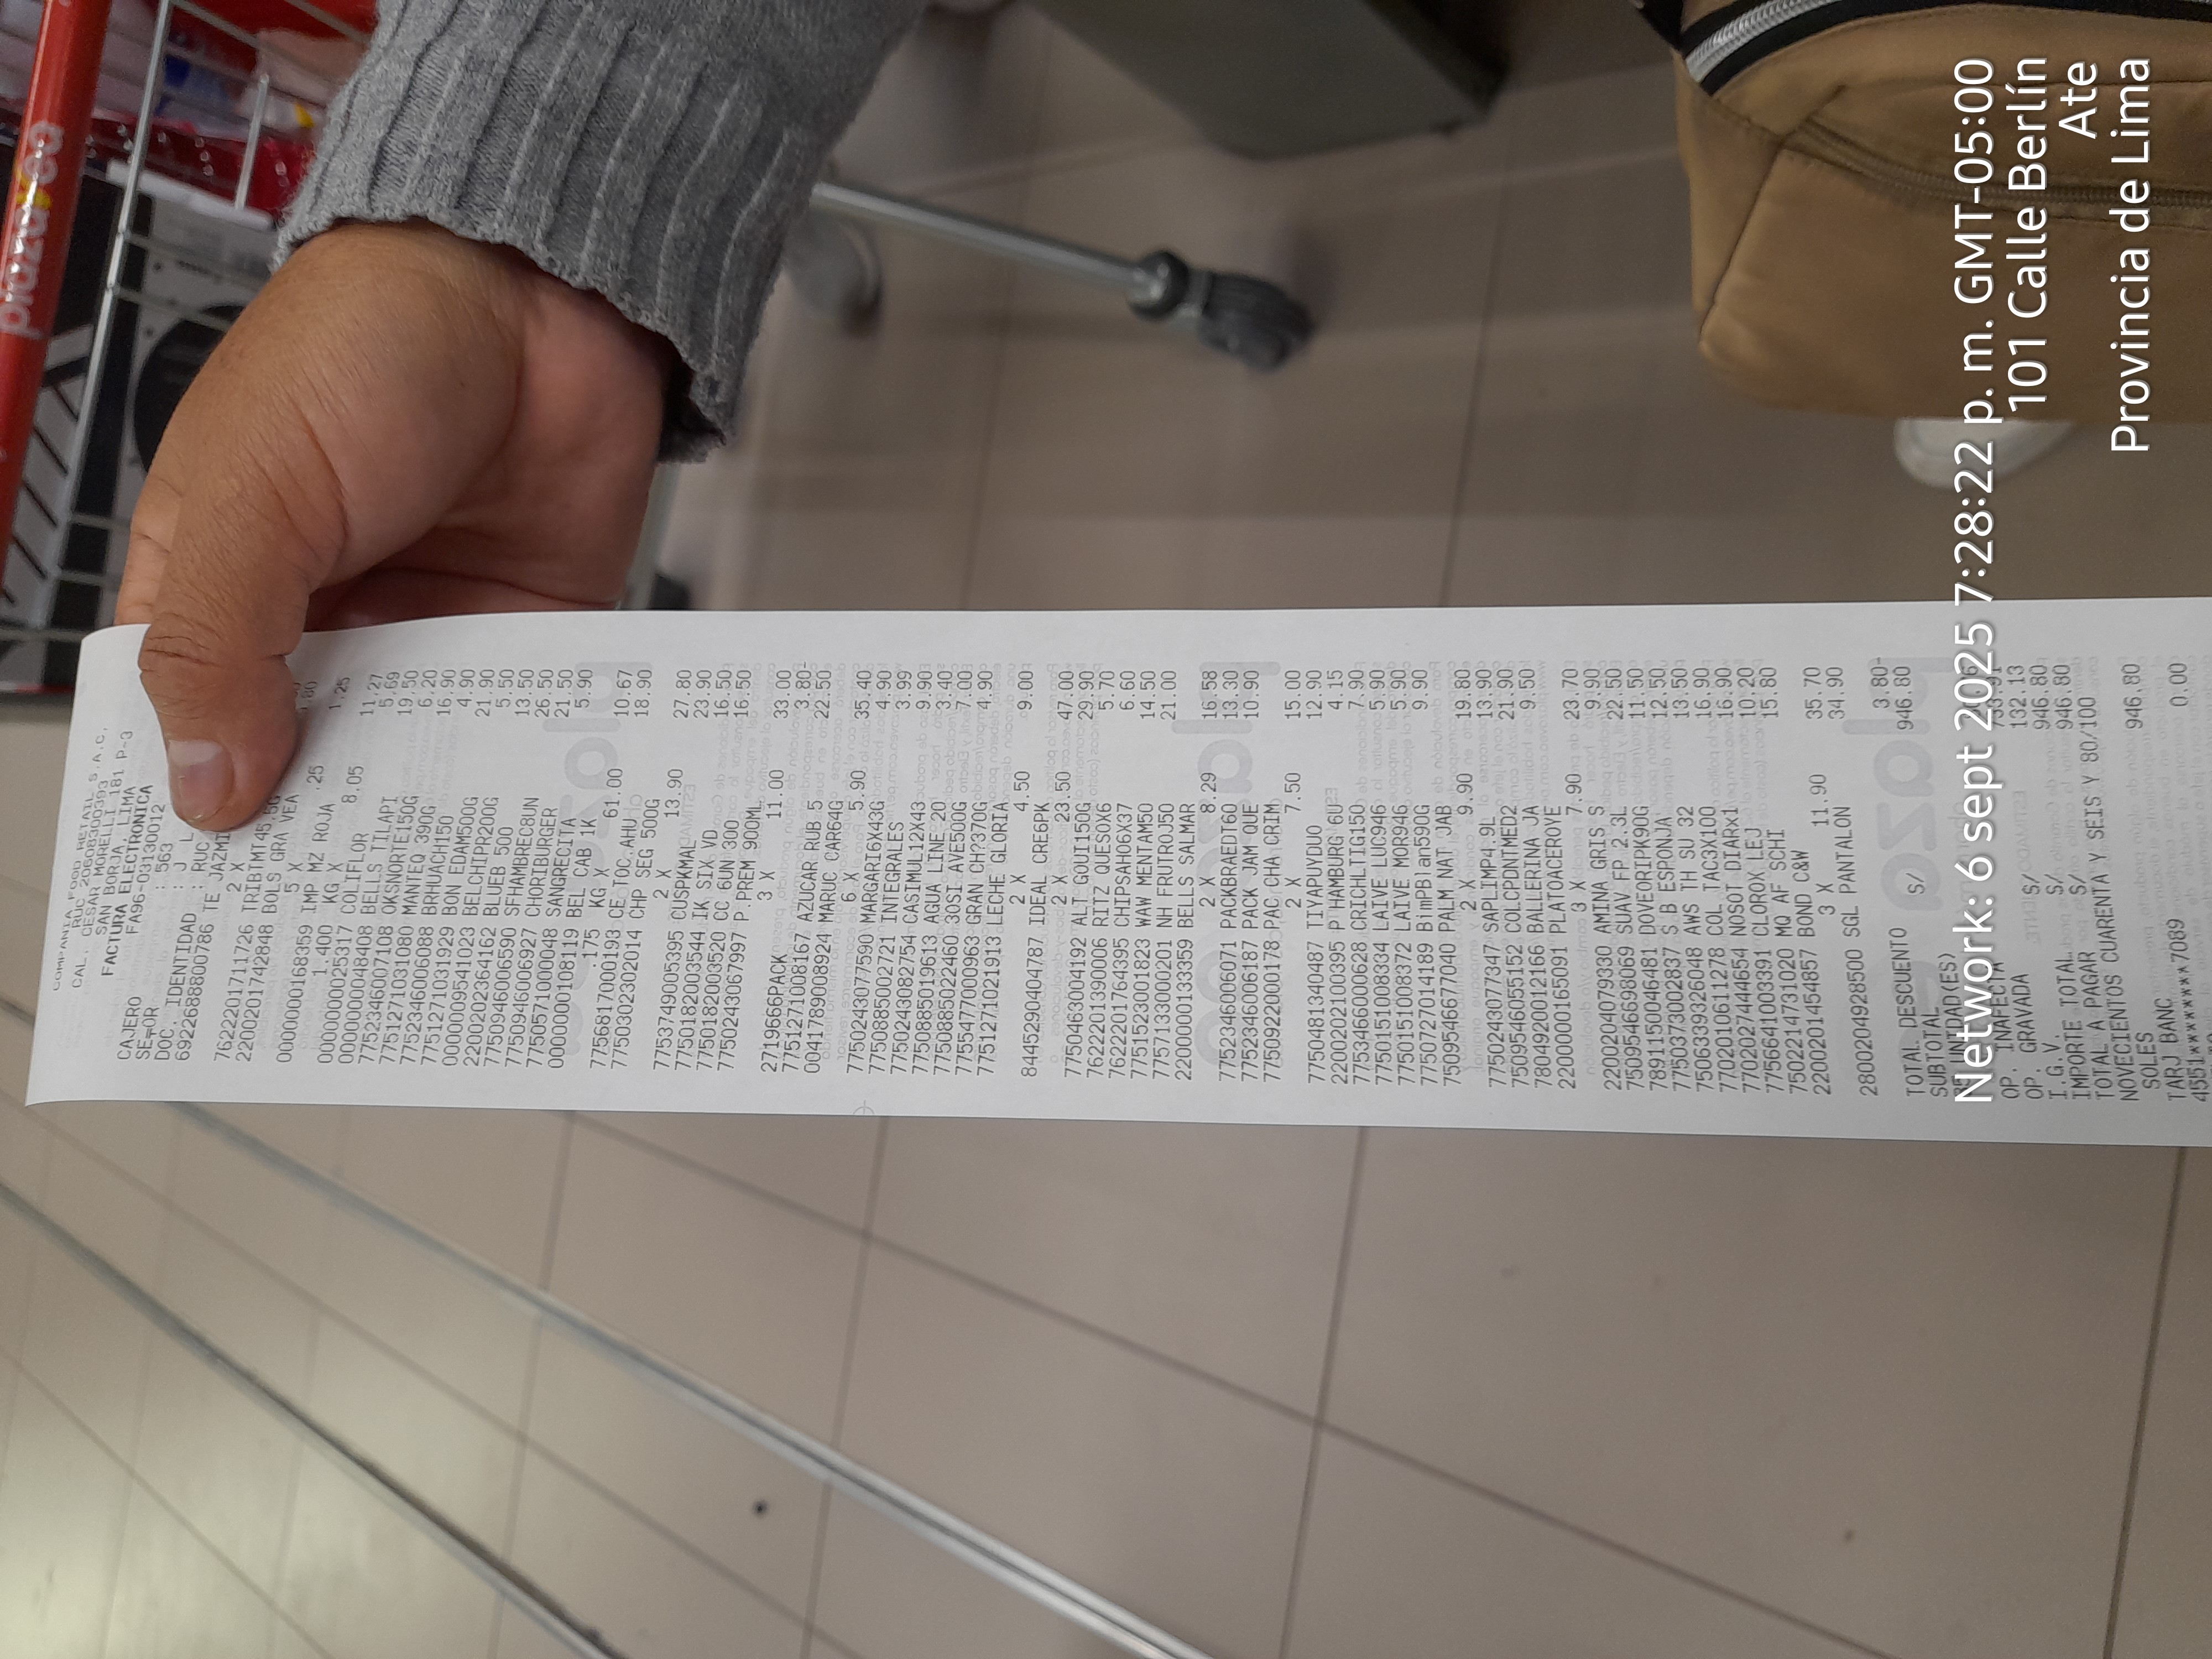 plazavea
COMPANIA FOOD RETAIL S.A.C.
RUC 20608300393
CAL. CESAR MORELLI 181 P-3
SAN BORJA, LIMA
FACTURA ELECTRONICA
FA96-03130012
CAJERO : 563
SE╤OR : J L
DOC. IDENTIDAD : RUC
6922688800786 TE JAZMI
2 X
7622201711726 TRIBTMT45.5G
2200201742848 BOLS GRA VEA .80
5 X .25 1.25
0000000168359 IMP MZ ROJA
1.400 KG X 8.05 11.27
0000000025317 COLIFLOR 5.69
0000000048408 BELLS TILAPI 19.50
7752346007108 OKSNORTE150G 6.20
7751271031080 MANTEQ 390G 16.90
7752346006088 BRHUACH150 4.90
7751271031929 BON EDAM500G 21.90
0000009541023 BELCHIPR200G 5.50
2200202364162 BLUEB 500 13.50
7750946006590 SFHAMBREC8UN 26.50
7750946006927 CHORIBURGER 21.50
7750571000048 SANGRECITA 5.90
0000000108119 BEL CAB 1K
.175 KG X 61.00 10.67
7756817000193 CE TOC.AHU 18.90
7750302302014 CHP SEG 500G
2 X 13.90 27.80
7753749005395 CUSPKMAL 23.90
7750182003544 IK SIX VD 16.50
7750182003520 CC 6UN 300 16.50
7750243067997 P.PREM 900ML
3 X 11.00 33.00
2719666PACK 3.80-
7751271008167 AZUCAR RUB 5 22.50
0041789008924 MARUC CAR64G
6 X 5.90 35.40
7750243077590 MARGARI6X43G 4.90
7750885002721 INTEGRALES 3.99
7750243082754 CASIMUL12X43 9.90
7750885019613 AGUA LINE 20 3.40
7750885022460 30SI AVE500G 7.00
7755477000963 GRAN CH?370G 4.90
7751271021913 LECHE GLORIA
2 X 4.50 9.00
8445290404787 IDEAL CRE6PK
2 X 23.50 47.00
7750463004192 ALT GOUI150G 29.90
7622201390006 RITZ QUESOX6 5.70
7622201764395 CHIPSAHO6X37 6.60
7751523001823 WAW MENTAM50 14.50
7757133000201 NH FRUTROJ50 21.00
2200000133359 BELLS SALMAR
2 X 8.29 16.58
7752346006071 PACKBRAEDT60 13.30
7752346006187 PACK JAM QUE 10.90
7750922000178 PAC CHA CRIM
2 X 7.50 15.00
7750481340487 TIYAPUYDUO 12.90
2200202100395 P HAMBURG 6U 4.15
7753466000628 CRICHLTIG150 7.90
7750151008334 LAIVE LUC946 5.90
7750151008372 LAIVE MOR946 5.90
7750727014189 BimPBlan590G 9.90
7509546677040 PALM NAT JAB
2 X 9.90 19.80
7750243077347 SAPLIMP4.9L 13.90
7509546055152 COLCPDNTMED2 21.90
7804920012166 BALLERINA JA 9.50
2200000165091 PLATOACEROYE
3 X 7.90 23.70
2200204079330 AMINA GRIS S 9.90
7509546698069 SUAV FP 2.3L 22.50
7891150046481 DOVEORIPK90G 11.50
7750373002837 S B ESPONJA 12.50
7506339326048 AWS TH SU 32 13.50
7702010611278 COL TAC3X100 16.90
7702027444654 NOSOT DIARx1 16.90
7756641003391 CLOROX LEJ 10.20
7502214731020 MQ AF SCHI 15.80
2200201454857 BOND C&W
3 X 11.90 35.70
2800204928500 SGL PANTALON 34.90
TOTAL DESCUENTO 3.80-
SUBTOTAL S/ 946.80
UNIDAD(ES)
OP. INAFECTA
OP. GRAVADA
I.G.V. S/ 132.13
IMPORTE TOTAL S/ 946.80
TOTAL A PAGAR S/ 946.80
NOVECIENTOS CUARENTA Y SEIS Y 80/100
SOLES
TARJ BANC 946.80
4551********7089
0.00
Network: 6 sept 2025 7:28:22 p. m. GMT-05:00
101 Calle Berlín
Ate
Provincia de Lima